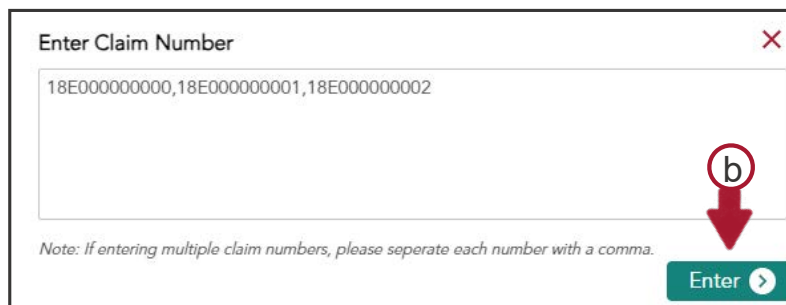 Enter Claim Number
18E000000000,18E000000001,18E000000002
b
Note: If entering multiple claim numbers, please seperate each number with a comma.
Enter